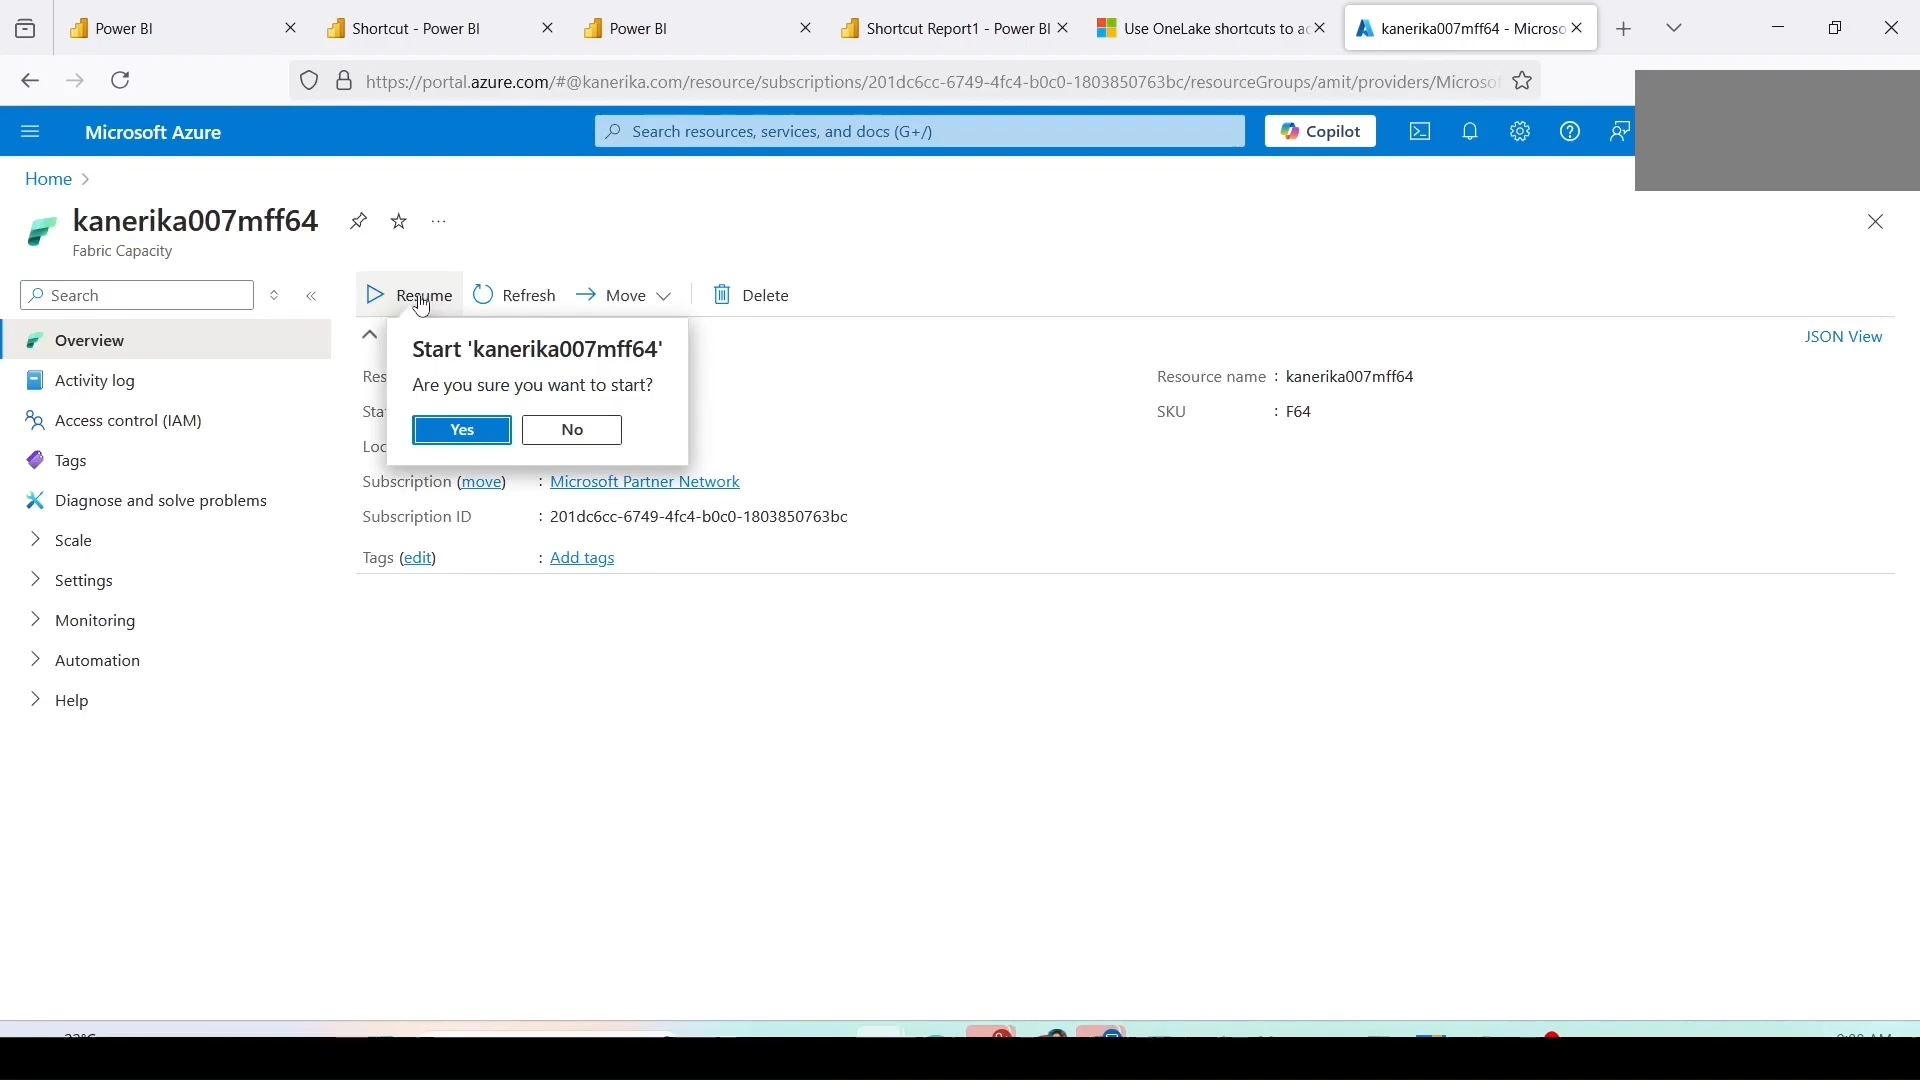 Power BI
Shortcut - Power BI
Power BI
Shortcut Report1 - Power BI
Use OneLake shortcuts to ac
kanerika007mff64 - Microso
https://portal.azure.com/#@kanerika.com/resource/subscriptions/201dc6cc-6749-4fc4-b0c0-1803850763bc/resourceGroups/amit/providers/Microsof
Microsoft Azure
Search resources, services, and docs (G+/)
Copilot
Home
kanerika007mff64
Fabric Capacity
Search
Resume
Refresh
Move
Delete
Overview
Activity log
Access control (IAM)
Tags
Diagnose and solve problems
Scale
Settings
Monitoring
Automation
Help
Start 'kanerika007mff64'
Are you sure you want to start?
Yes
No
JSON View
Res
Resource name : kanerika007mff64
Sta
SKU : F64
Loc
Subscription (move) : Microsoft Partner Network
Subscription ID : 201dc6cc-6749-4fc4-b0c0-1803850763bc
Tags (edit) : Add tags